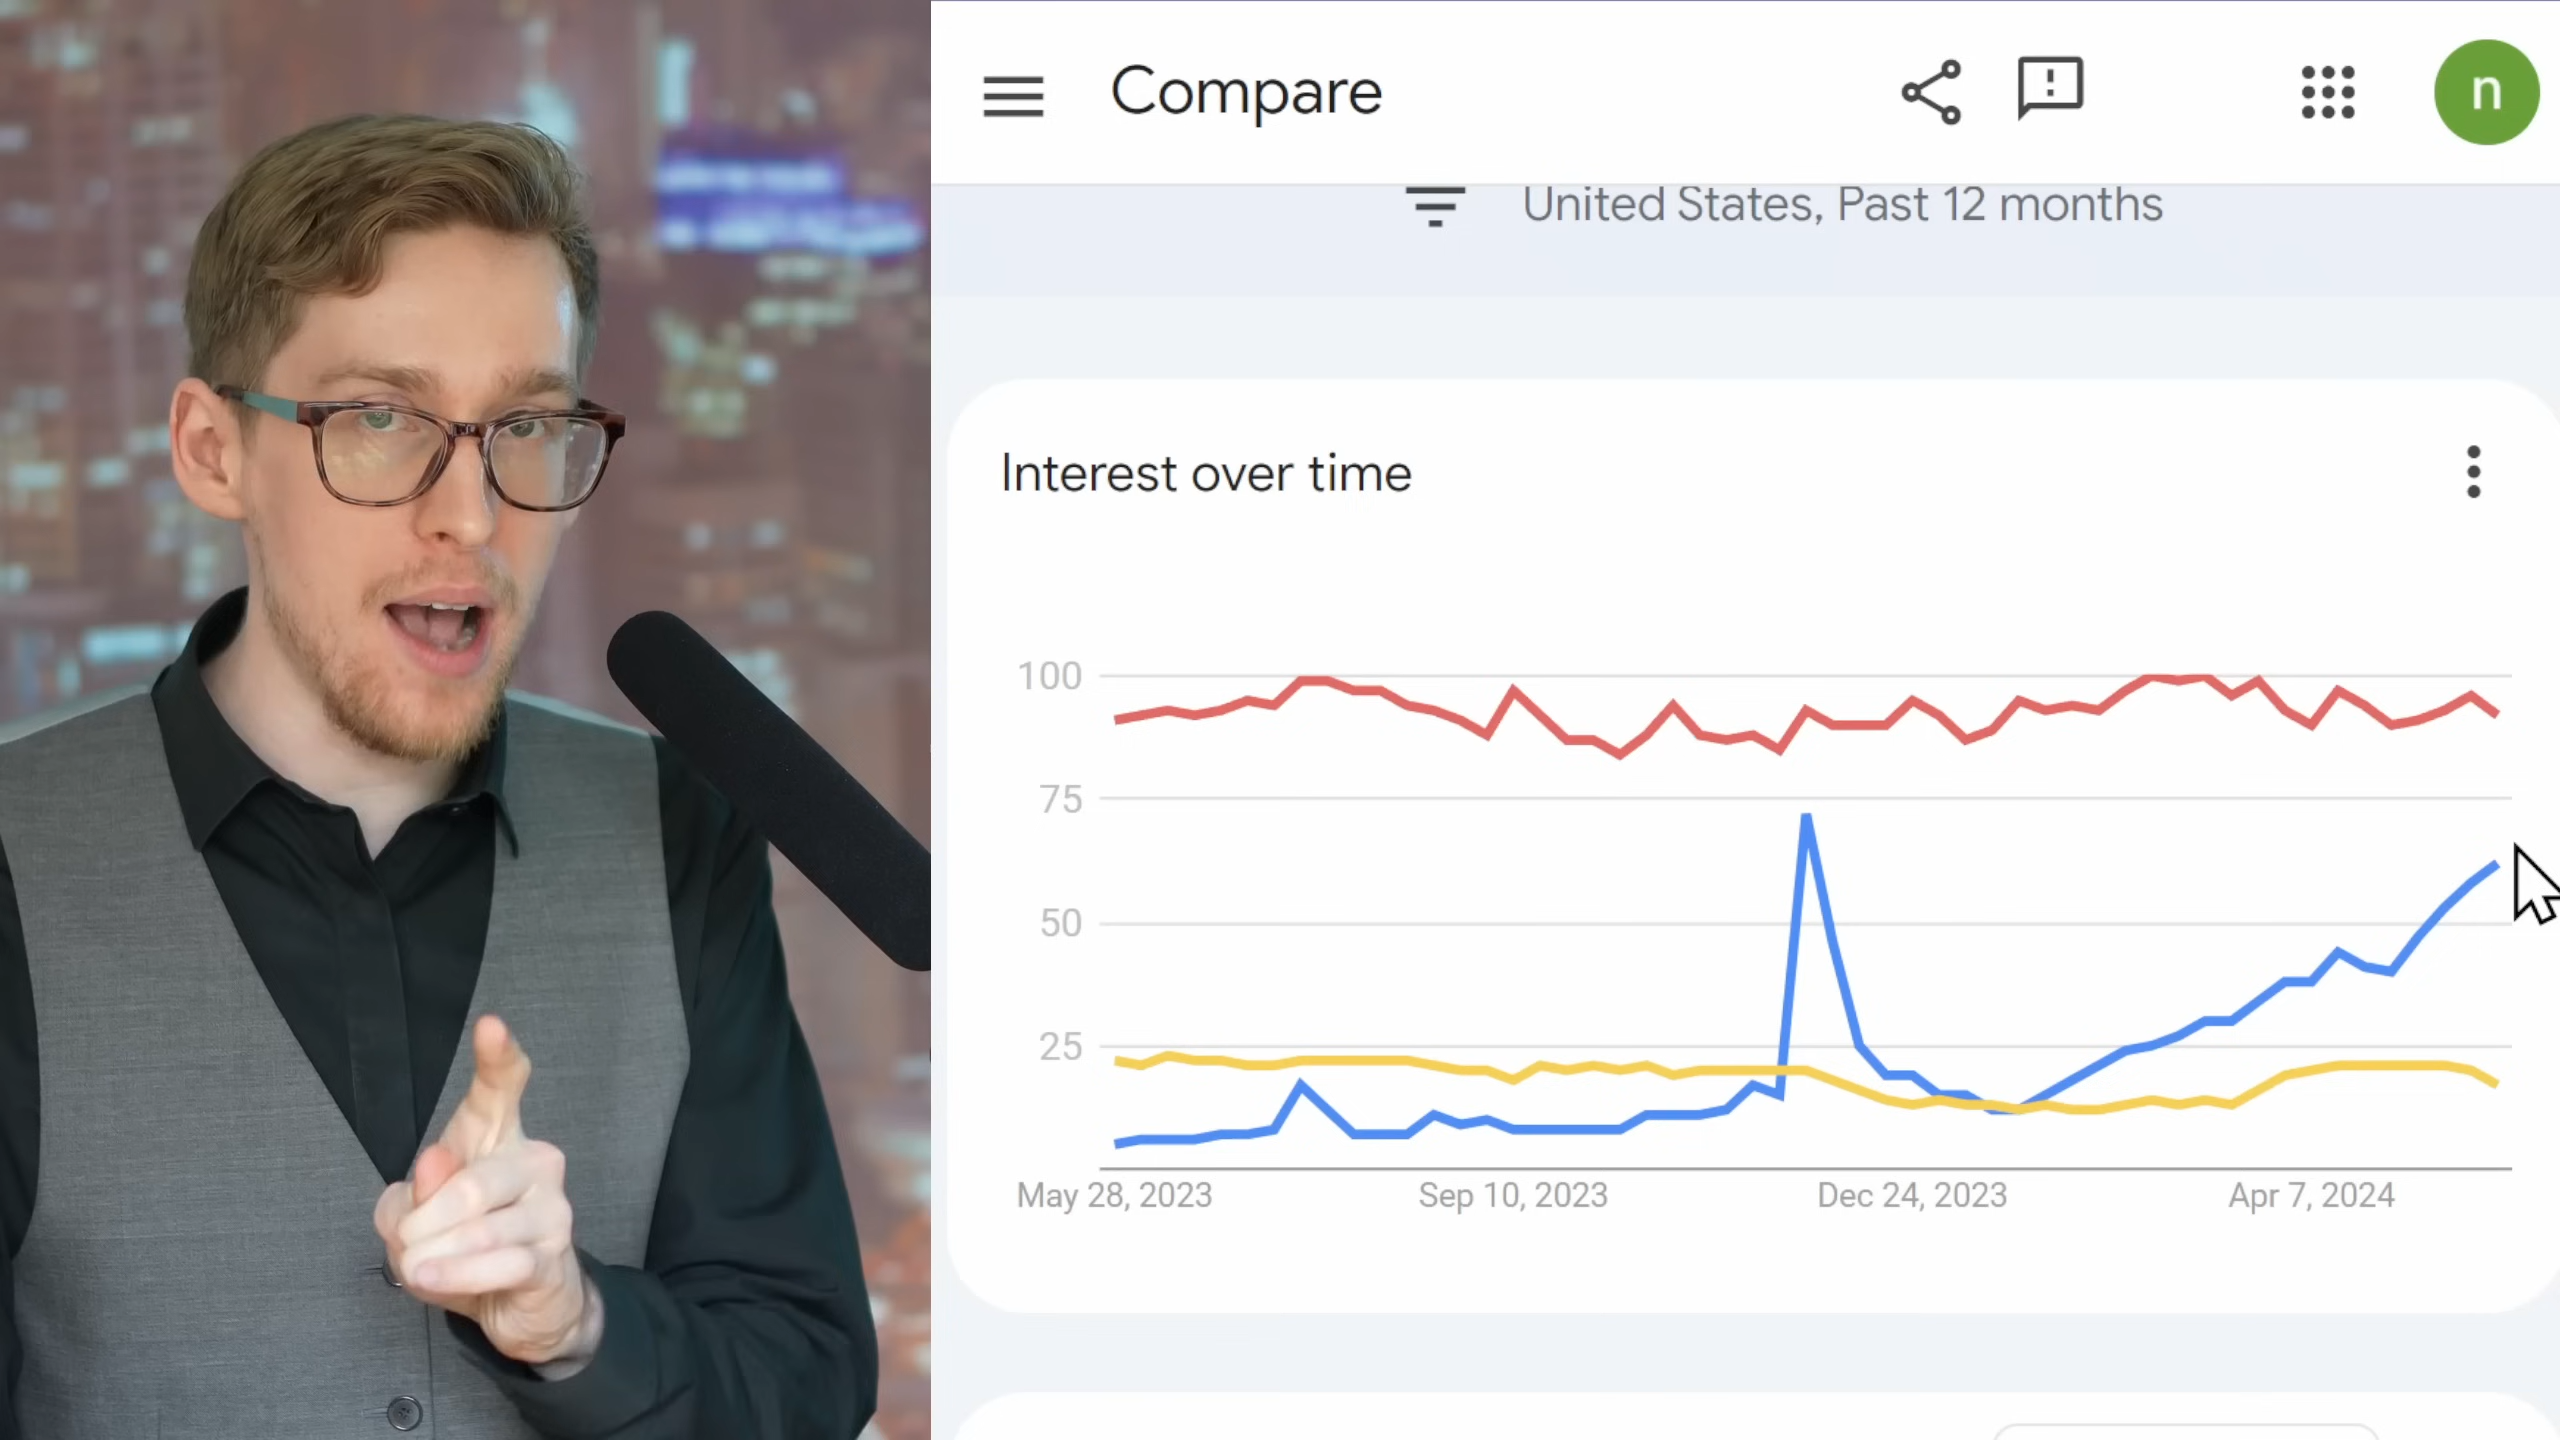 Compare
n
United States, Past 12 months
Interest over time
100
75
50
25
May 28, 2023 Sep 10, 2023 Dec 24, 2023 Apr 7, 2024